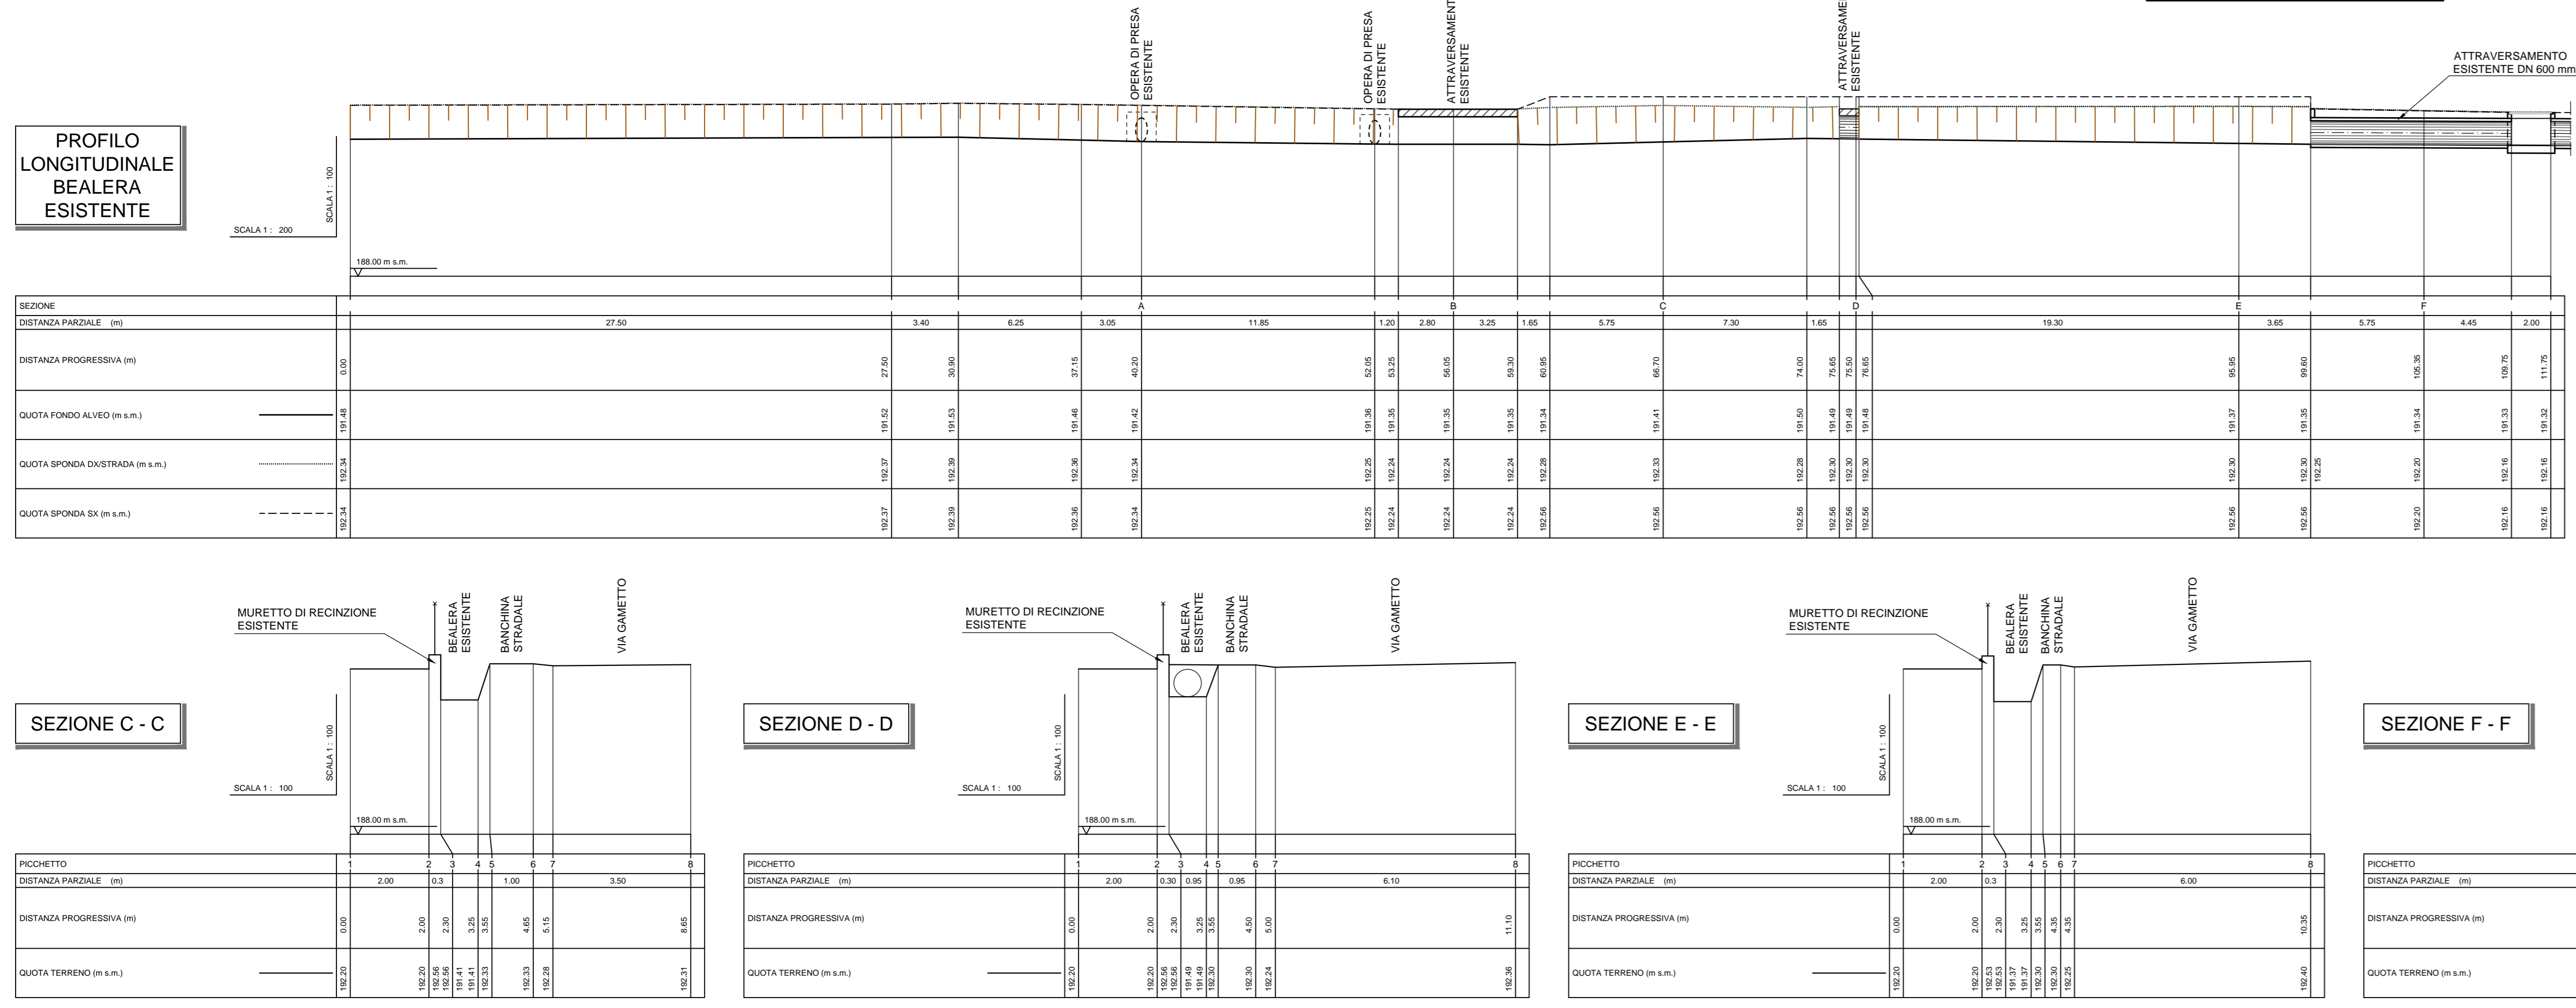 OPERA DI PRESA
ESISTENTE
OPERA DI PRESA
ESISTENTE
ESISTENTE
ESISTENTE
ATTRAVERSAMENTO
ESISTENTE DN 600 mm
PROFILO
LONGITUDINALE
BEALERA
ESISTENTE
SCALA 1 : 100
SCALA 1 : 200
188.00 m s.m.
SEZIONE A B C D E F
DISTANZA PARZIALE (m) 27.50 3.40 6.25 3.05 11.85 1.20 2.80 3.25 1.65 5.75 7.30 1.65 19.30 3.65 5.75 4.45 2.00
DISTANZA PROGRESSIVA (m) 0.00 27.50 30.90 37.15 40.20 52.05 53.25 56.05 59.30 60.95 66.70 74.00 75.65 75.50 76.65 95.95 99.60 105.35 109.75 111.75
QUOTA FONDO ALVEO (m s.m.) 191.48 191.52 191.53 191.46 191.42 191.36 191.35 191.35 191.35 191.34 191.41 191.50 191.49 191.49 191.48 191.37 191.35 191.34 191.33 191.32
QUOTA SPONDA DX/STRADA (m s.m.) 192.34 192.37 192.39 192.36 192.34 192.25 192.24 192.24 192.24 192.28 192.33 192.28 192.30 192.30 192.30 192.30 192.30 192.25 192.20 192.16 192.16
QUOTA SPONDA SX (m s.m.) 192.34 192.37 192.39 192.36 192.34 192.25 192.24 192.24 192.24 192.56 192.56 192.56 192.56 192.56 192.56 192.56 192.56 192.20 192.16 192.16
MURETTO DI RECINZIONE
ESISTENTE
BEALERA
ESISTENTE
BANCHINA
STRADALE
VIA GAMETTO
SEZIONE C - C
SCALA 1 : 100
SCALA 1 : 100
188.00 m s.m.
PICCHETTO 1 2 3 4 5 6 7 8
DISTANZA PARZIALE (m) 2.00 0.3 1.00 3.50
DISTANZA PROGRESSIVA (m) 0.00 2.00 2.30 3.25 3.55 4.65 5.15 8.65
QUOTA TERRENO (m s.m.) 192.20 192.20 192.56 192.56 191.41 191.41 192.33 192.33 192.28 192.31
MURETTO DI RECINZIONE
ESISTENTE
BEALERA
ESISTENTE
BANCHINA
STRADALE
VIA GAMETTO
SEZIONE D - D
SCALA 1 : 100
SCALA 1 : 100
188.00 m s.m.
PICCHETTO 1 2 3 4 5 6 7 8
DISTANZA PARZIALE (m) 2.00 0.30 0.95 0.95 6.10
DISTANZA PROGRESSIVA (m) 0.00 2.00 2.30 3.25 3.55 4.50 5.00 11.10
QUOTA TERRENO (m s.m.) 192.20 192.20 192.56 192.56 191.49 191.49 192.30 192.30 192.24 192.36
MURETTO DI RECINZIONE
ESISTENTE
BEALERA
ESISTENTE
BANCHINA
STRADALE
VIA GAMETTO
SEZIONE E - E
SCALA 1 : 100
SCALA 1 : 100
188.00 m s.m.
PICCHETTO 1 2 3 4 5 6 7 8
DISTANZA PARZIALE (m) 2.00 0.3 6.00
DISTANZA PROGRESSIVA (m) 0.00 2.00 2.30 3.25 3.55 4.35 4.35 10.35
QUOTA TERRENO (m s.m.) 192.20 192.20 192.53 192.53 191.37 191.37 192.30 192.30 192.25 192.40
SEZIONE F - F
PICCHETTO
DISTANZA PARZIALE (m)
DISTANZA PROGRESSIVA (m)
QUOTA TERRENO (m s.m.)